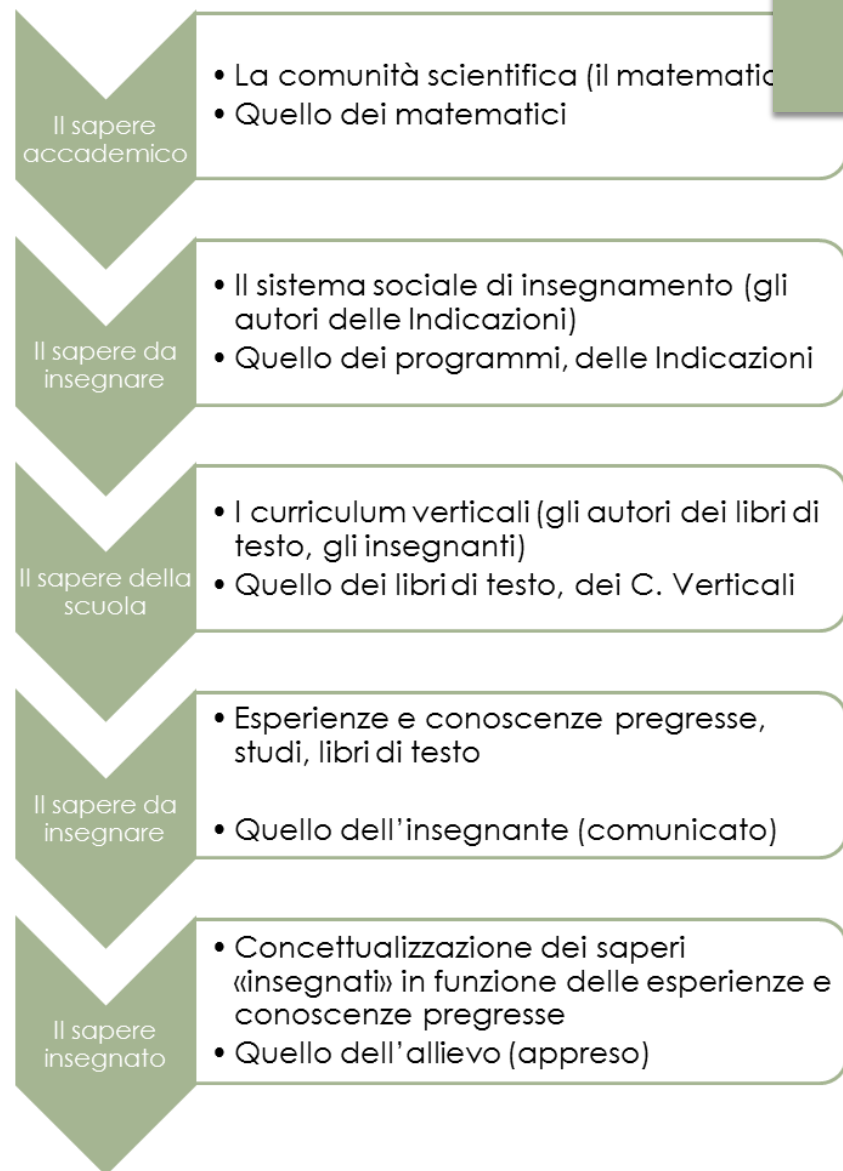 Il sapere
accademico
• La comunità scientifica (il matematic
• Quello dei matematici
Il sapere da
insegnare
• Il sistema sociale di insegnamento (gli
autori delle Indicazioni)
• Quello dei programmi, delle Indicazioni
Il sapere della
scuola
• I curriculum verticali (gli autori dei libri di
testo, gli insegnanti)
• Quello dei libri di testo, dei C. Verticali
Il sapere da
insegnare
• Esperienze e conoscenze pregresse,
studi, libri di testo
• Quello dell’insegnante (comunicato)
Il sapere
insegnato
• Concettualizzazione dei saperi
«insegnati» in funzione delle esperienze e
conoscenze pregresse
• Quello dell’allievo (appreso)